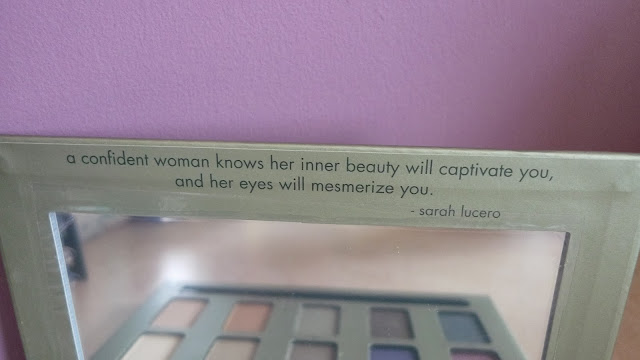 a confident woman knows her inner beauty will captivate you,
and her eyes will mesmerize you.
- sarah lucero